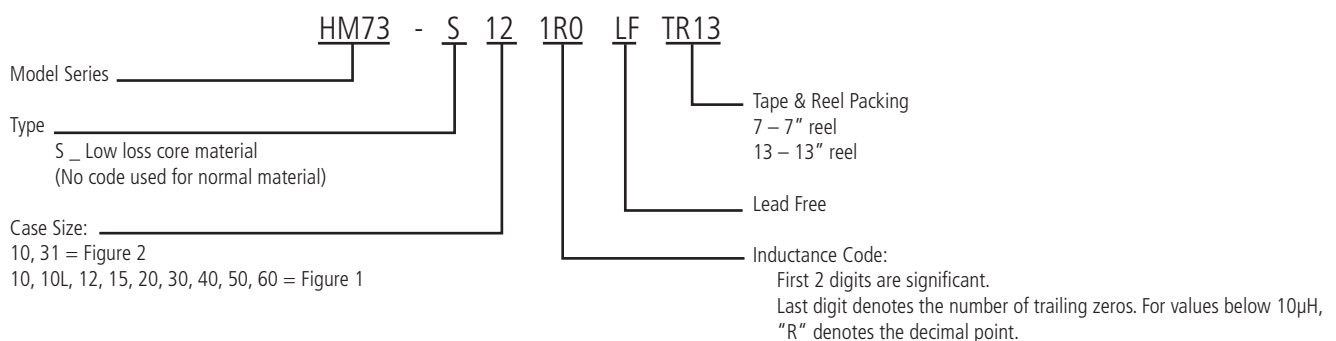 HM73 - S 12 1R0 LF TR13
Model Series
Type
S _ Low loss core material
(No code used for normal material)
Case Size:
10, 31 = Figure 2
10, 10L, 12, 15, 20, 30, 40, 50, 60 = Figure 1
Tape & Reel Packing
7 – 7” reel
13 – 13” reel
Lead Free
Inductance Code:
First 2 digits are significant.
Last digit denotes the number of trailing zeros. For values below 10µH,
“R” denotes the decimal point.